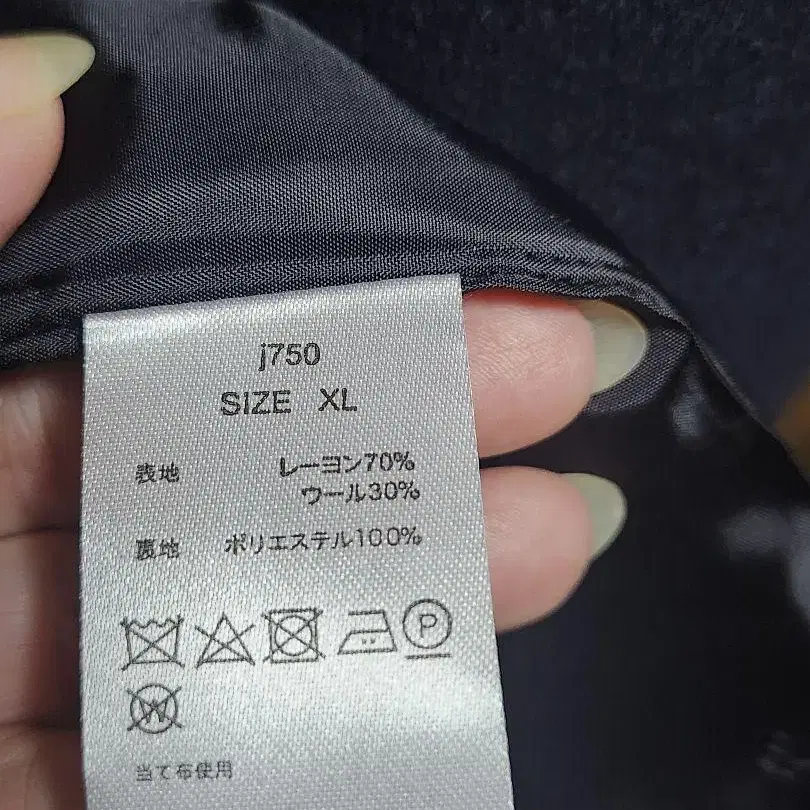 j750
SIZE XL
表地 レーヨン70%
ウール30%
裏地 ポリエステル100%
P
W
当て布使用